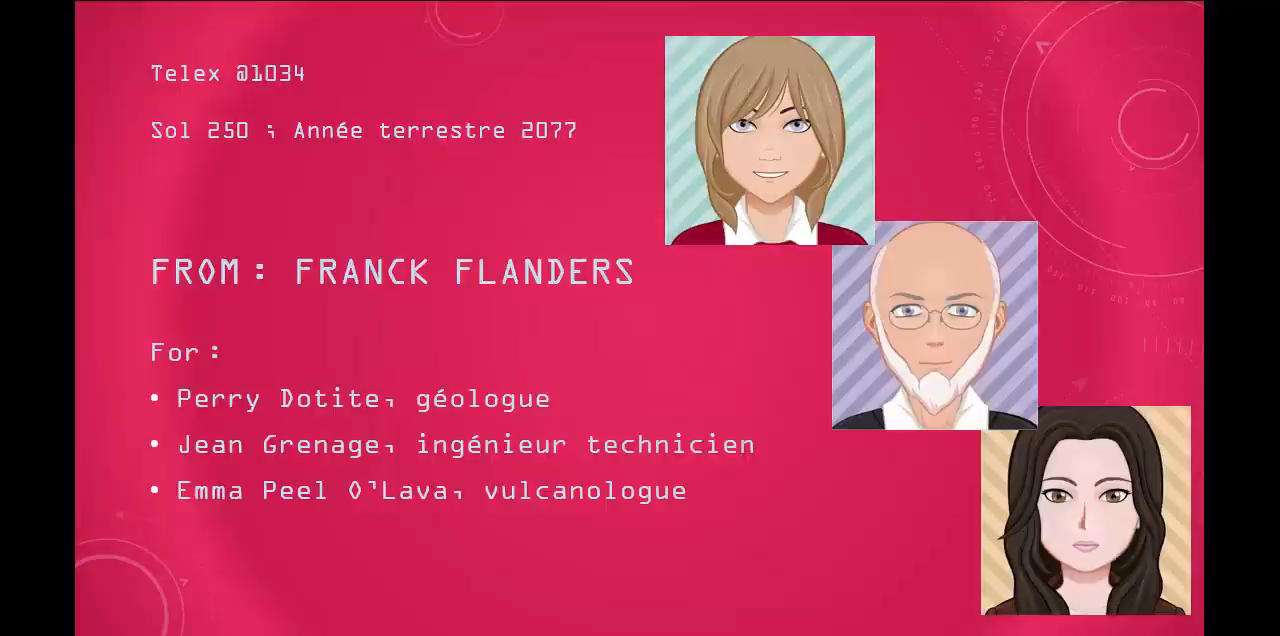 Telex @1034
Sol 250 ; Année terrestre 2077
FROM : FRANCK FLANDERS
For :
• Perry Dotite, géologue
• Jean Grenage, ingénieur technicien
• Emma Peel O'Lava, vulcanologue